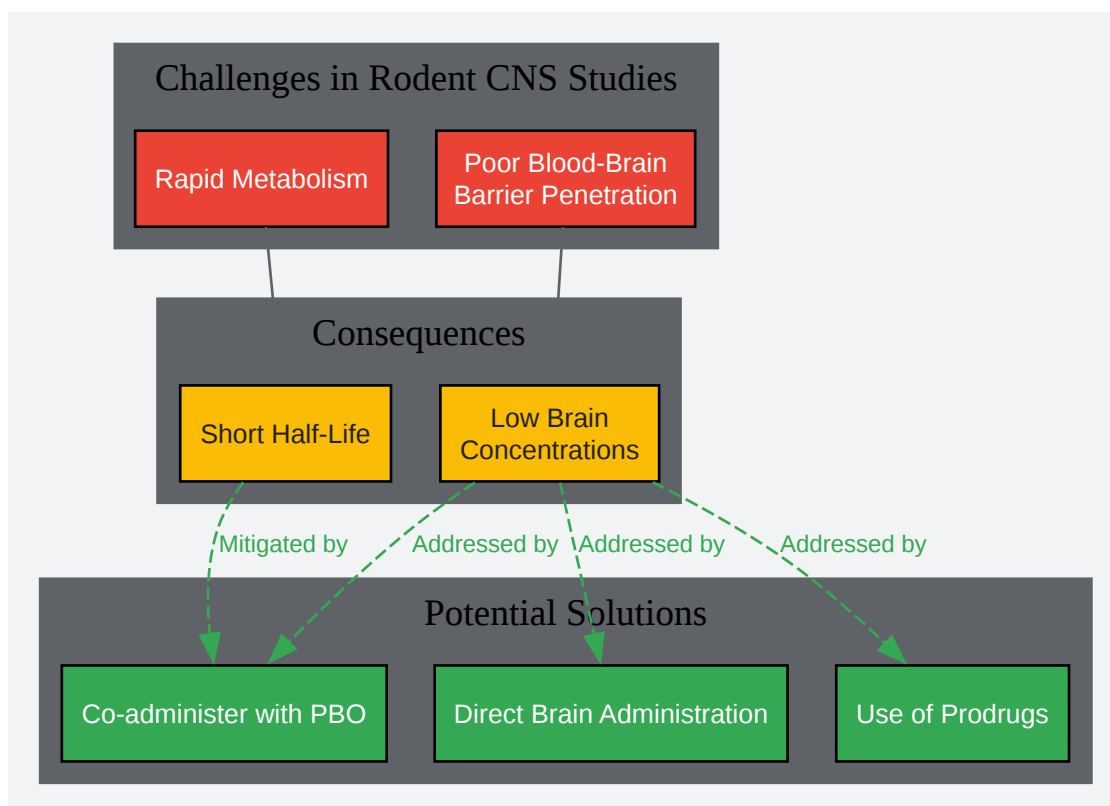 Challenges in Rodent CNS Studies
Rapid Metabolism
Poor Blood-Brain
Barrier Penetration
Consequences
Short Half-Life
Low Brain
Concentrations
Mitigated by
Addressed by
Addressed by
Addressed by
Potential Solutions
Co-administer with PBO
Direct Brain Administration
Use of Prodrugs